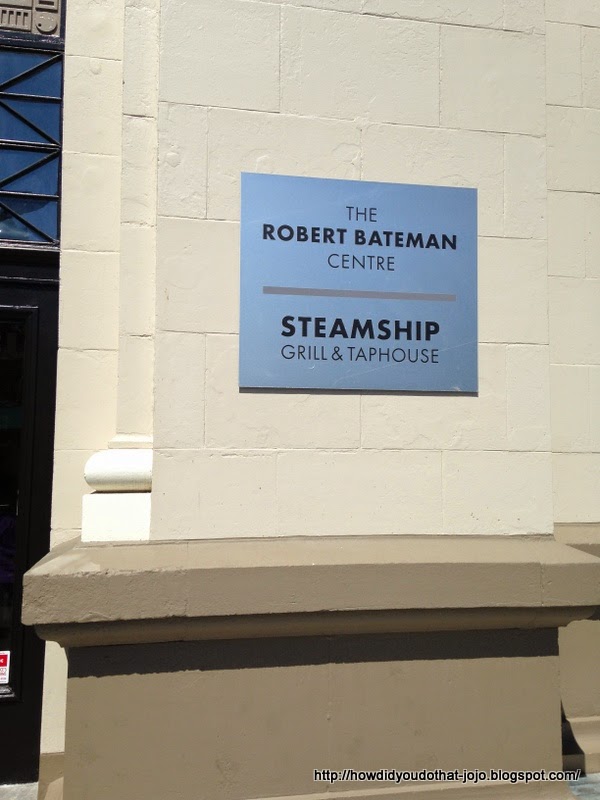 THE
ROBERT BATEMAN
CENTRE
STEAMSHIP
GRILL & TAPHOUSE
http://howdidyoudothat-jojo.blogspot.com/